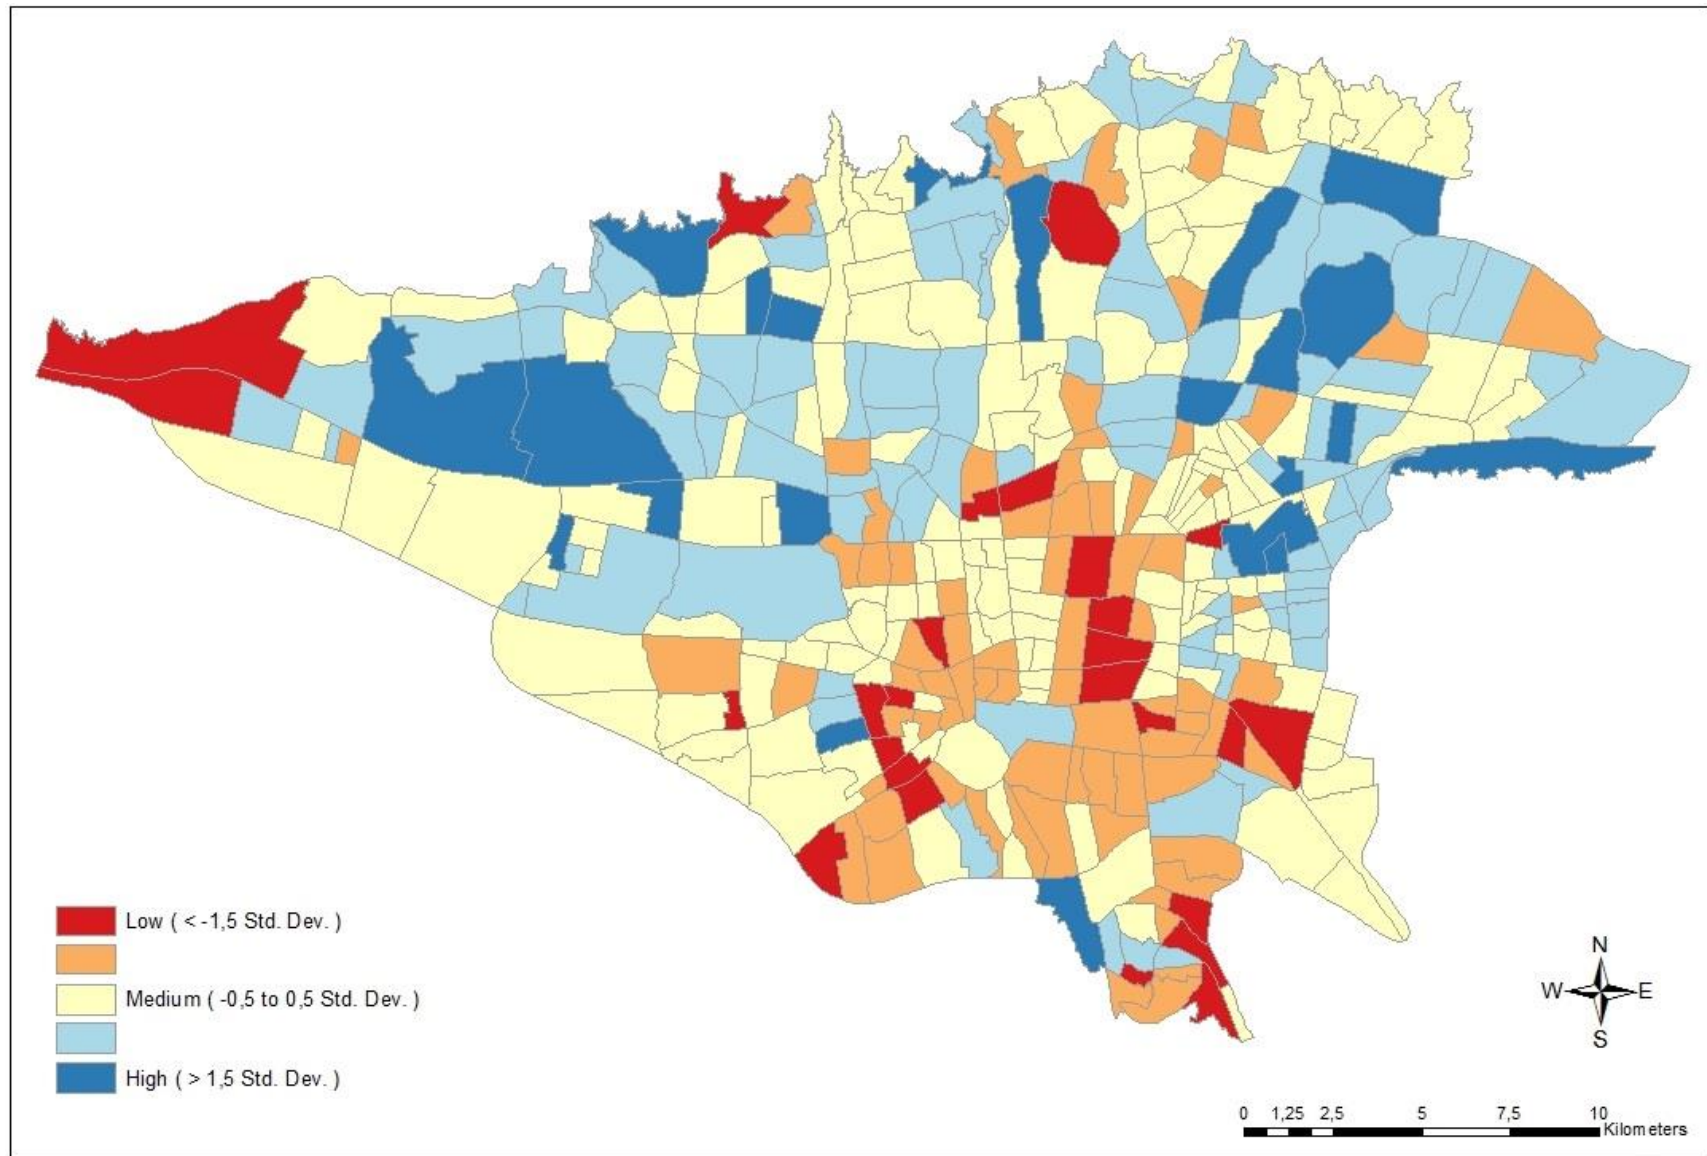 Low ( < -1,5 Std. Dev. )
Medium ( -0,5 to 0,5 Std. Dev. )
High ( > 1,5 Std. Dev. )
N
W E
S
0 1,25 2,5 5 7,5 10
Kilometers